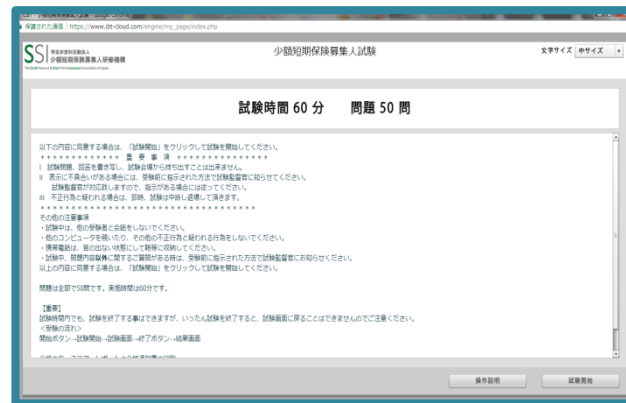 保護された通信 | https://www.ibt-cloud.com/engine/my_page/index.php
SSI 特定非営利活動法人
少額短期保険募集人研修機構
少額短期保険募集人試験
文字サイズ 中サイズ
試験時間 60 分　　問題 50 問
以下の内容に同意する場合は、「試験開始」をクリックして試験を開始してください。
＊＊＊＊＊＊＊＊＊＊＊＊＊ 重 要 事 項 ＊＊＊＊＊＊＊＊＊＊＊＊＊＊＊
I 試験問題、回答を書き写し、試験会場から持ち出すことは出来ません。
II 表示に不具合がある場合には、受験前に指示された方法で試験監督官に知らせてください。
試験監督官が対応致しますので、指示がある場合には従ってください。
III 不正行為と疑われる場合は、即時、試験は中断し退場して頂きます。
＊＊＊＊＊＊＊＊＊＊＊＊＊＊＊＊＊＊＊＊＊＊＊＊＊＊＊＊＊＊＊＊＊
その他の注意事項
・試験中は、他の受験者と会話をしないでください。
・他のコンピュータを覗いたり、その他の不正行為と疑われる行為をしないでください。
・携帯電話は、音の出ない状態にして鞄等に収納してください。
・試験中、問題内容以外にご質問がある時は、受験前に指示された方法で試験監督官にお知らせください。
以上の内容に同意する場合は、「試験開始」をクリックして試験を開始してください。
問題は全部で50問です。実施時間は60分です。
【重要】
試験時間内でも、試験を終了する事はできますが、いったん試験を終了すると、試験画面に戻ることはできませんのでご注意ください。
＜受験の流れ＞
開始ボタン→試験開始→試験画面→終了ボタン→結果画面
操作説明
試験開始